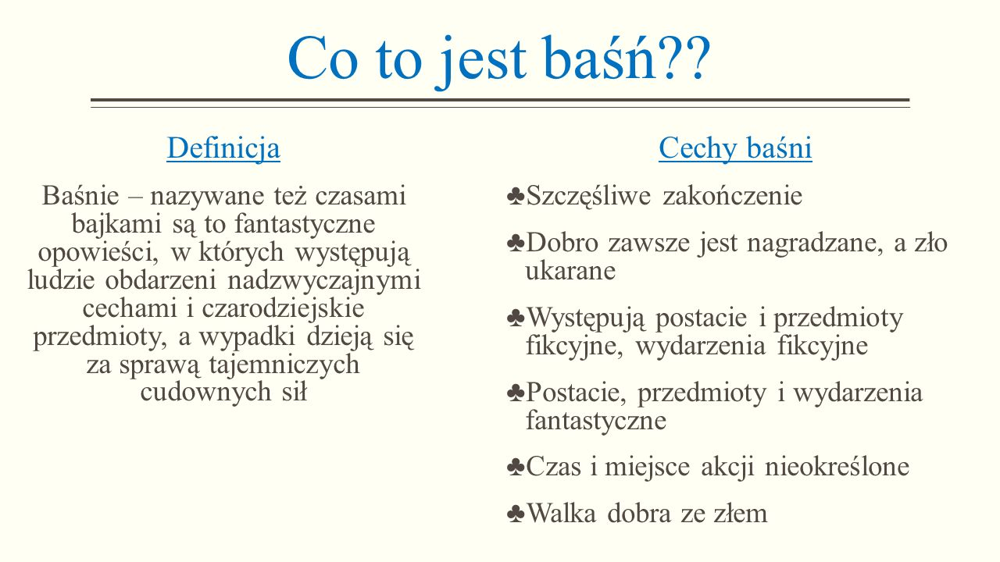 Co to jest baśń??
Definicja
Baśnie – nazywane też czasami
bajkami są to fantastyczne
opowieści, w których występują
ludzie obdarzeni nadzwyczajnymi
cechami i czarodziejskie
przedmioty, a wypadki dzieją się
za sprawą tajemniczych
cudownych sił
Cechy baśni
♣Szczęśliwe zakończenie
♣Dobro zawsze jest nagradzane, a zło
ukarane
♣Występują postacie i przedmioty
fikcyjne, wydarzenia fikcyjne
♣Postacie, przedmioty i wydarzenia
fantastyczne
♣Czas i miejsce akcji nieokreślone
♣Walka dobra ze złem